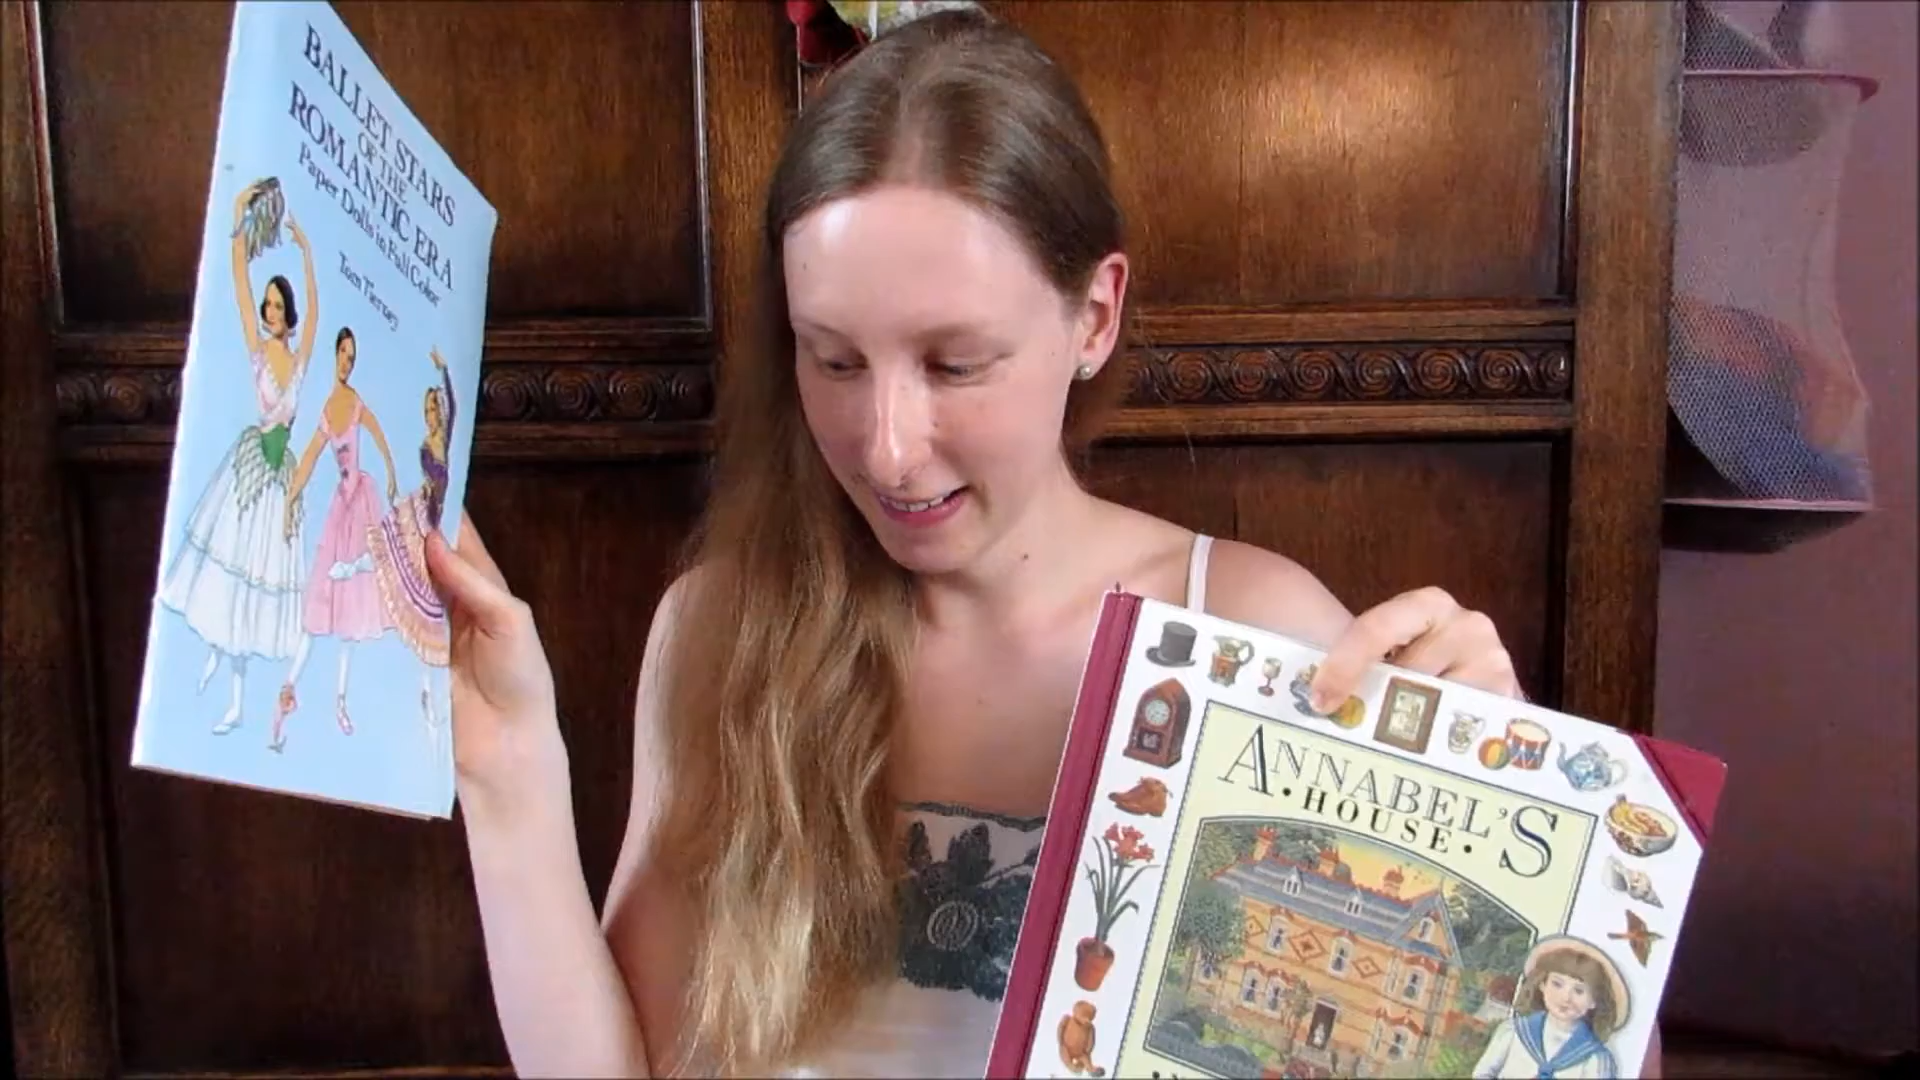 BALLET STARS
OF THE
ROMANTIC ERA
Paper Dolls in Full Color
Tom Tierney
ANNABEL'S
• HOUSE •